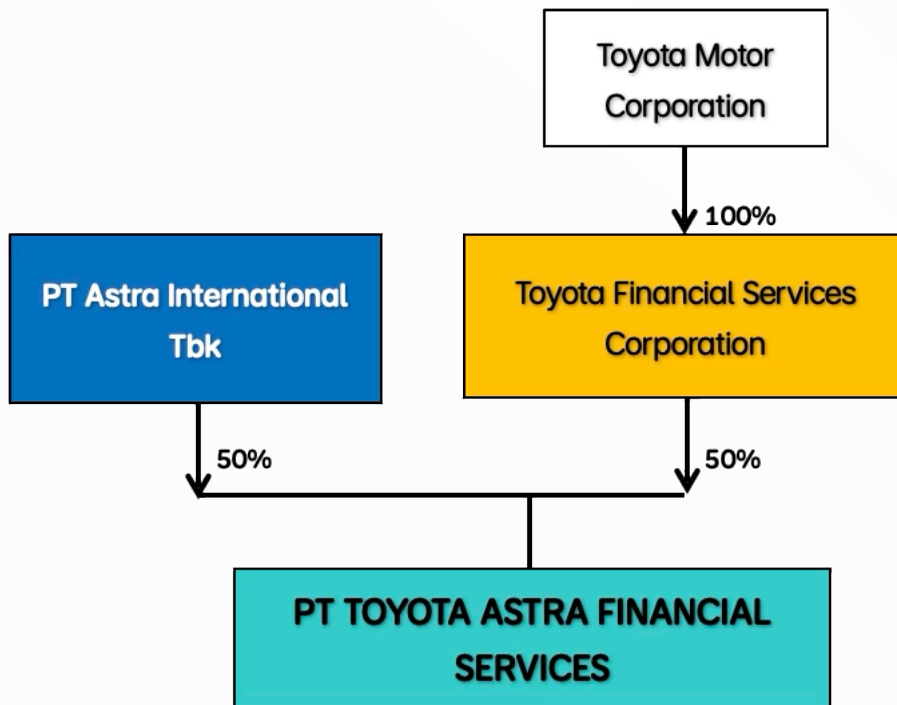 Toyota Motor
Corporation
100%
PT Astra International
Tbk
Toyota Financial Services
Corporation
50%
50%
PT TOYOTA ASTRA FINANCIAL
SERVICES